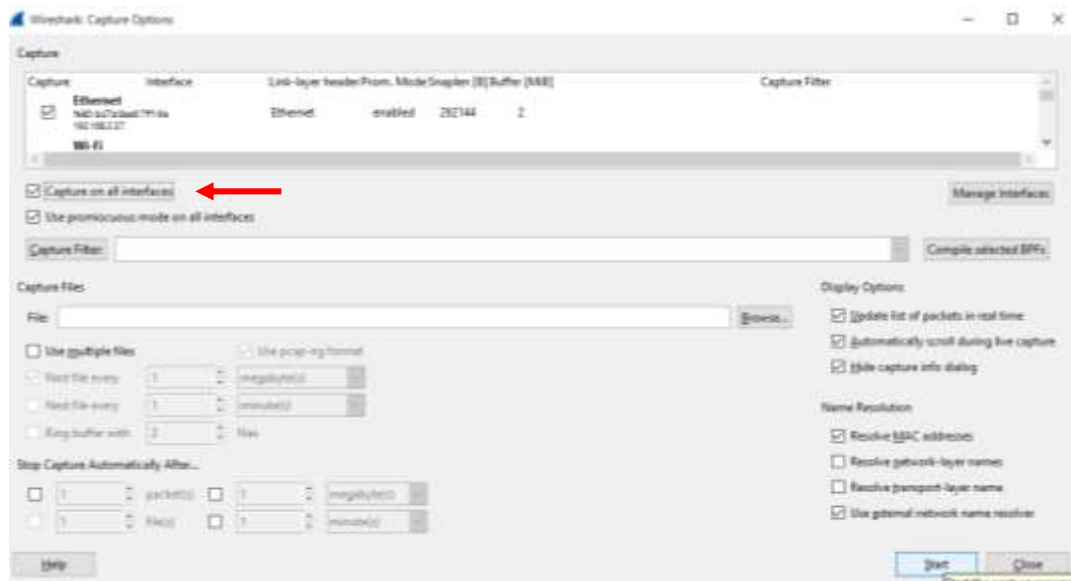 Wireshark: Capture Options
Capture
Capture Interface Link-layer header Prom. Mode Snaplen [B] Buffer [MiB] Capture Filter
Ethernet
Ethernet enabled 262144 2
192.168.2.27
Wi-Fi
Capture on all interfaces
Manage Interfaces
Use promiscuous mode on all interfaces
Capture Filter:
Compile selected BPFs
Capture Files
Display Options
File:
Browse...
Update list of packets in real time
Use multiple files
Use pcap-ng format
Automatically scroll during live capture
Next file every 1 megabyte(s)
Hide capture info dialog
Next file every 1 minute(s)
Name Resolution
Ring buffer with 2 files
Resolve MAC addresses
Stop Capture Automatically After...
Resolve network-layer names
1 packet(s) 1 megabyte(s)
Resolve transport-layer name
1 file(s) 1 minute(s)
Use external network name resolver
Help
Start
Close